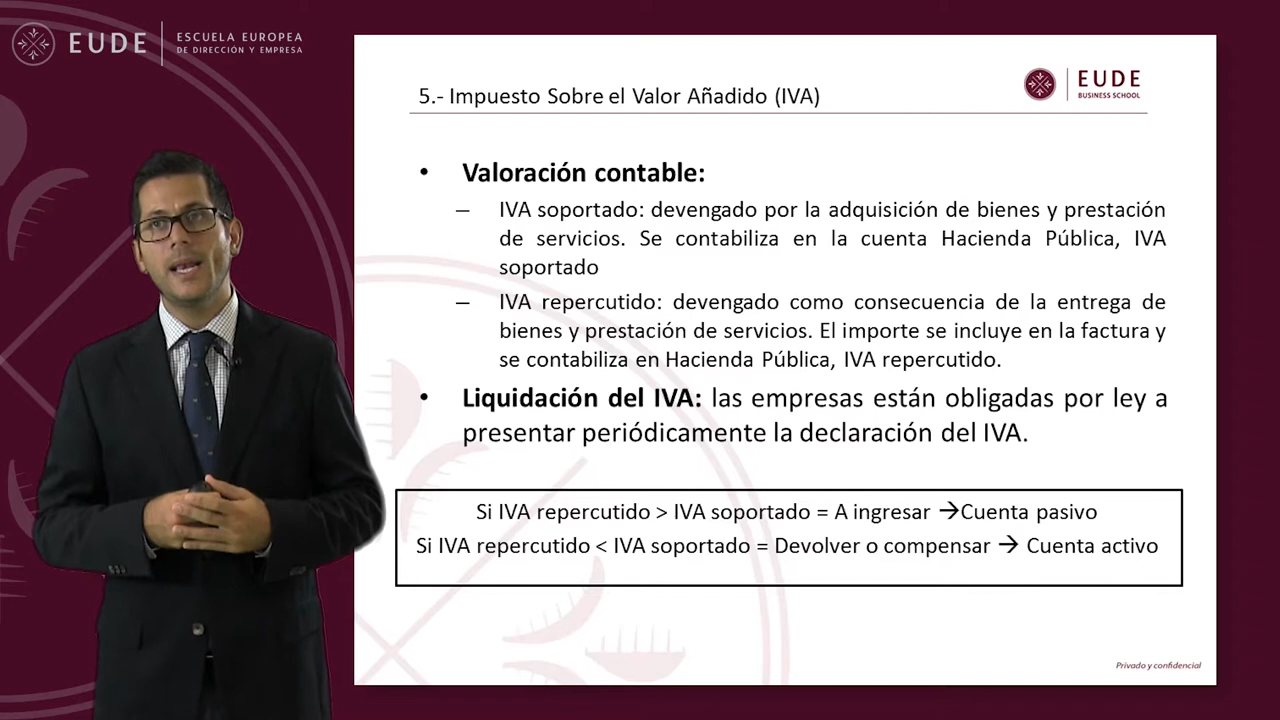 EUDE
ESCUELA EUROPEA
DE DIRECCIÓN Y EMPRESA
5.- Impuesto Sobre el Valor Añadido (IVA)
EUDE
BUSINESS SCHOOL
• Valoración contable:
– IVA soportado: devengado por la adquisición de bienes y prestación
de servicios. Se contabiliza en la cuenta Hacienda Pública, IVA
soportado
– IVA repercutido: devengado como consecuencia de la entrega de
bienes y prestación de servicios. El importe se incluye en la factura y
se contabiliza en Hacienda Pública, IVA repercutido.
• Liquidación del IVA: las empresas están obligadas por ley a
presentar periódicamente la declaración del IVA.
Si IVA repercutido > IVA soportado = A ingresar →Cuenta pasivo
Si IVA repercutido < IVA soportado = Devolver o compensar → Cuenta activo
Privado y confidencial